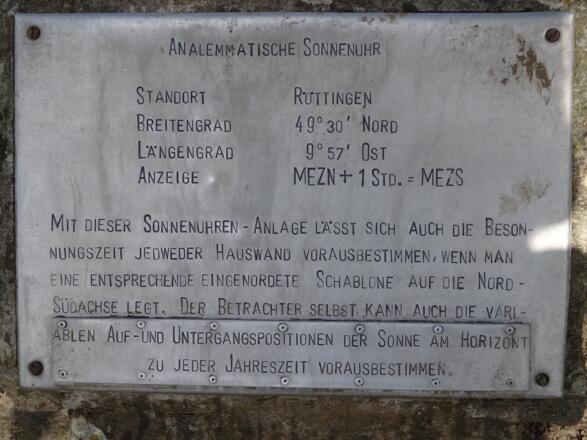 ANALEMMATISCHE SONNENUHR
STANDORT RÖTTINGEN
BREITENGRAD 49°30' NORD
LÄNGENGRAD 9°57' OST
ANZEIGE MEZN + 1 STD. = MEZS
MIT DIESER SONNENUHREN-ANLAGE LÄSST SICH AUCH DIE BESON-
NUNGSZEIT JEDWEDER HAUSWAND VORAUSBESTIMMEN, WENN MAN
EINE ENTSPRECHENDE EINGENORDETE SCHABLONE AUF DIE NORD-
SÜDACHSE LEGT. DER BETRACHTER SELBST KANN AUCH DIE VARI-
ABLEN AUF- UND UNTERGANGSPOSITIONEN DER SONNE AM HORIZONT
ZU JEDER JAHRESZEIT VORAUSBESTIMMEN.